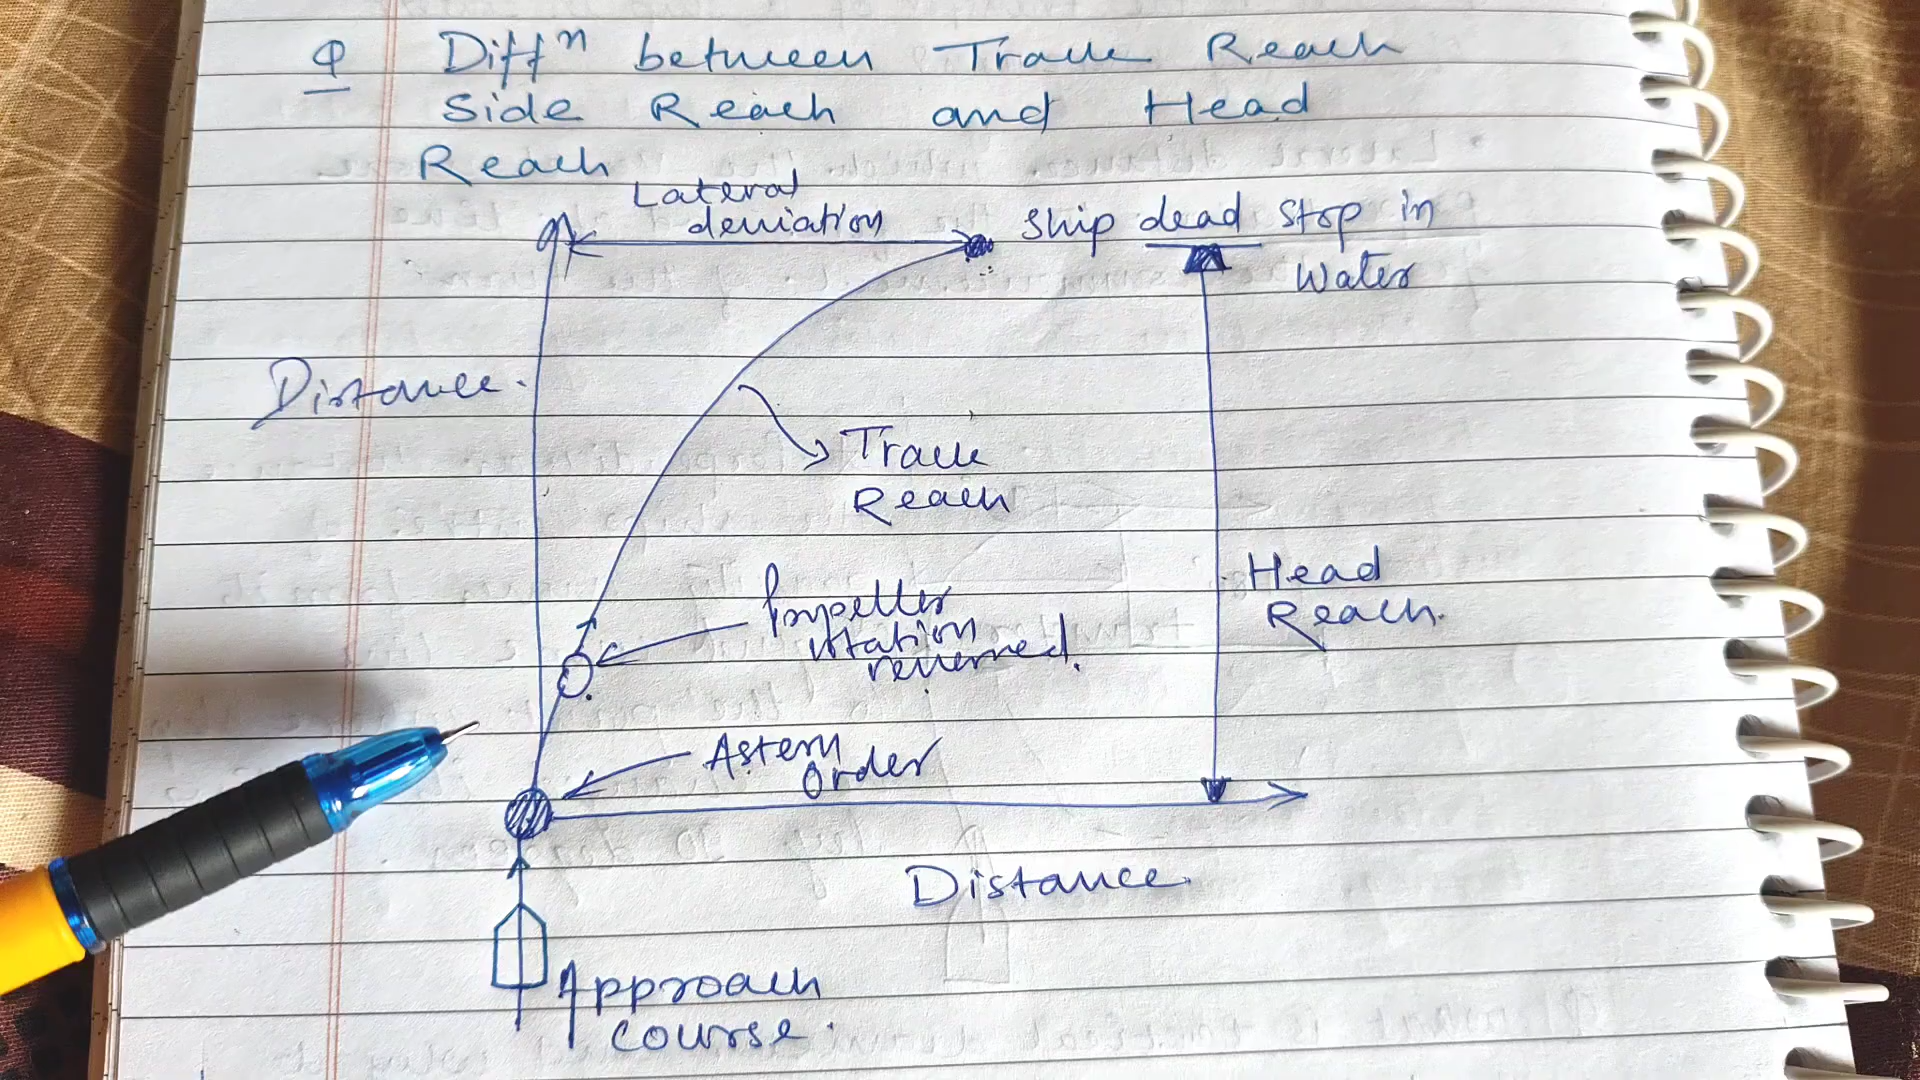 Q Diffⁿ between Track Reach
Side Reach and Head
Reach
Lateral
deviation
Ship dead stop in
Water
Distance.
Track
Reach
Head
Reach.
Impeller
rotation
reversed.
Astern
Order
Distance.
Approach
course.